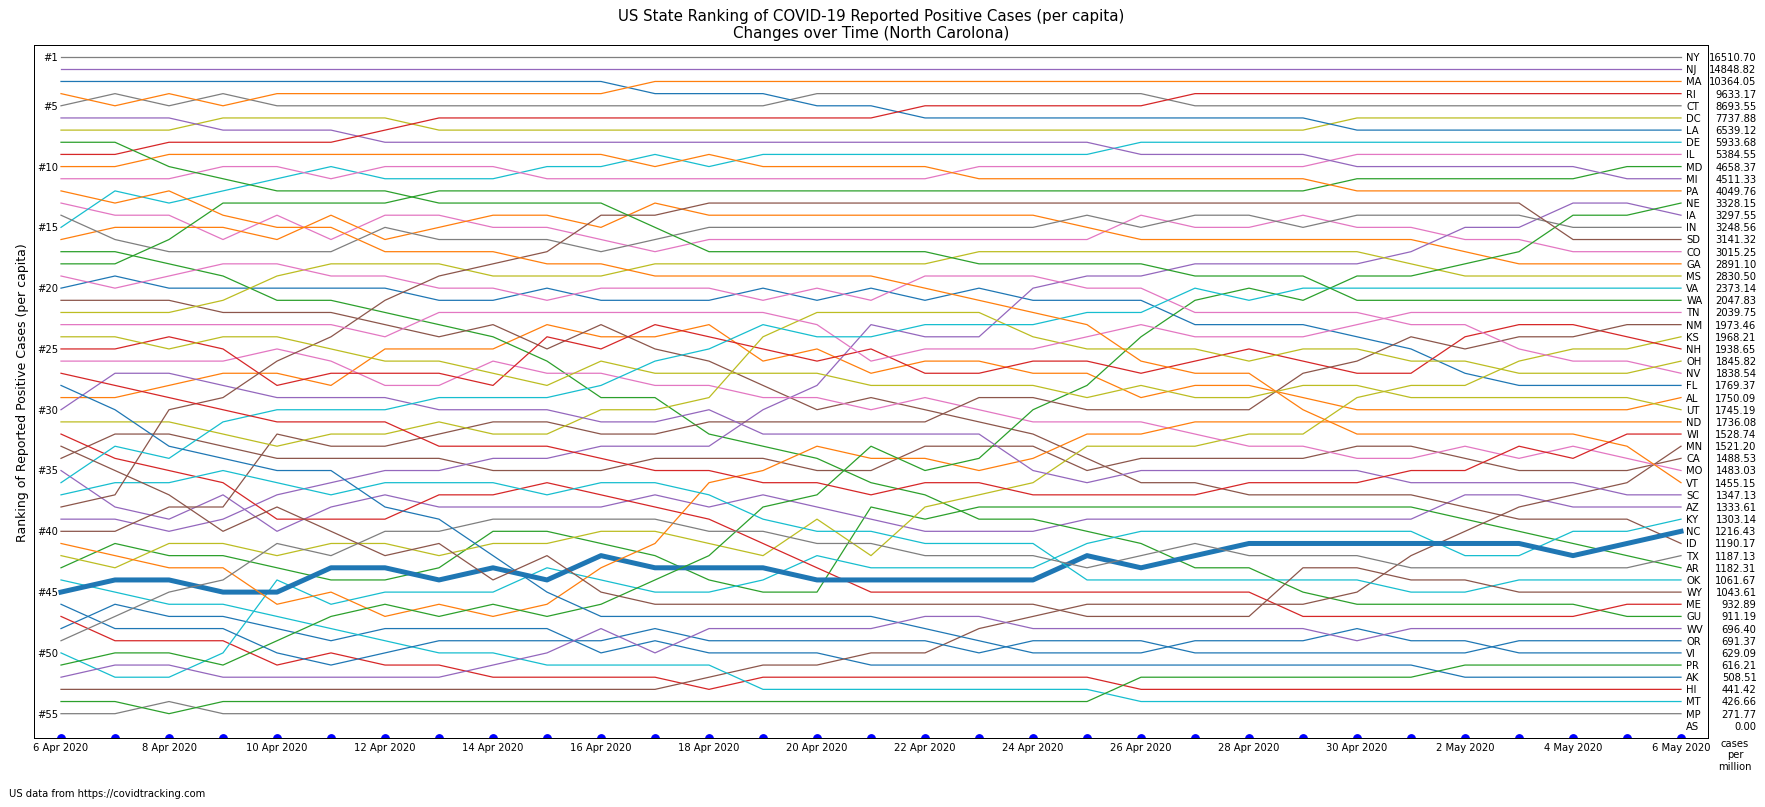 US State Ranking of COVID-19 Reported Positive Cases (per capita)
Changes over Time (North Carolona)
Ranking of Reported Positive Cases (per capita)
#1
#5
#10
#15
#20
#25
#30
#35
#40
#45
#50
#55
NY 16510.70
NJ 14848.82
MA 10364.05
RI 9633.17
CT 8693.55
DC 7737.88
LA 6539.12
DE 5933.68
IL 5384.55
MD 4658.37
MI 4511.33
PA 4049.76
NE 3328.15
IA 3297.55
IN 3248.56
SD 3141.32
CO 3015.25
GA 2891.10
MS 2830.50
VA 2373.14
WA 2047.83
TN 2039.75
NM 1973.46
KS 1968.21
NH 1938.65
OH 1845.82
NV 1838.54
FL 1769.37
AL 1750.09
UT 1745.19
ND 1736.08
WI 1528.74
MN 1521.20
CA 1488.53
MO 1483.03
VT 1455.15
SC 1347.13
AZ 1333.61
KY 1303.14
NC 1216.43
ID 1190.17
TX 1187.13
AR 1182.31
OK 1061.67
WY 1043.61
ME 932.89
GU 911.19
WV 696.40
OR 691.37
VI 629.09
PR 616.21
AK 508.51
HI 441.42
MT 426.66
MP 271.77
AS 0.00
6 Apr 2020 8 Apr 2020 10 Apr 2020 12 Apr 2020 14 Apr 2020 16 Apr 2020 18 Apr 2020 20 Apr 2020 22 Apr 2020 24 Apr 2020 26 Apr 2020 28 Apr 2020 30 Apr 2020 2 May 2020 4 May 2020 6 May 2020
cases
per
million
US data from https://covidtracking.com